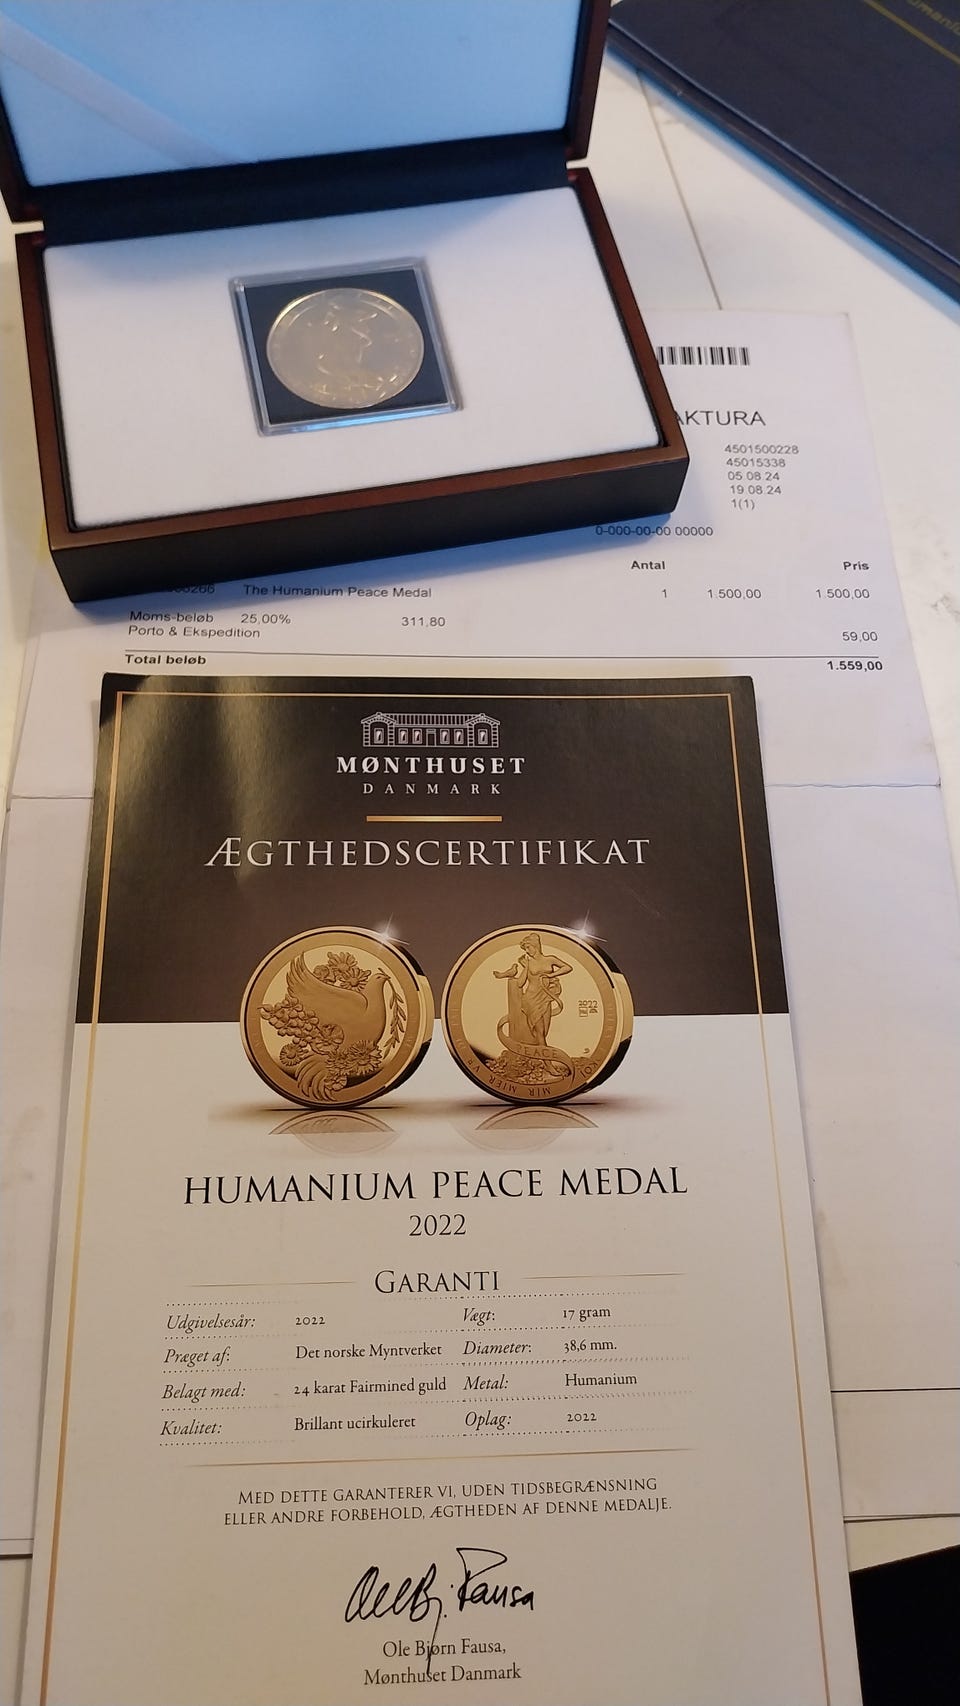 AKTURA
4501500228
45015338
05.08.24
19.08.24
1(1)
0-000-00-00 00000
Antal Pris
The Humanium Peace Medal 1 1.500,00 1.500,00
Moms-beløb 25,00% 311,80
Porto & Ekspedition 59,00
Total beløb 1.559,00
MØNTHUSET
DANMARK
ÆGTHEDSCERTIFIKAT
2022
PEACE
MIR
HUMANIUM PEACE MEDAL
2022
GARANTI
Udgivelsesår: 2022 Vægt: 17 gram
Præget af: Det norske Myntverket Diameter: 38,6 mm.
Belagt med: 24 karat Fairmined guld Metal: Humanium
Kvalitet: Brillant ucirkuleret Oplag: 2022
MED DETTE GARANTERER VI, UDEN TIDSBEGRÆNSNING
ELLER ANDRE FORBEHOLD, ÆGTHEDEN AF DENNE MEDALJE.
Ole Bj. Fausa
Ole Bjørn Fausa,
Mønthuset Danmark